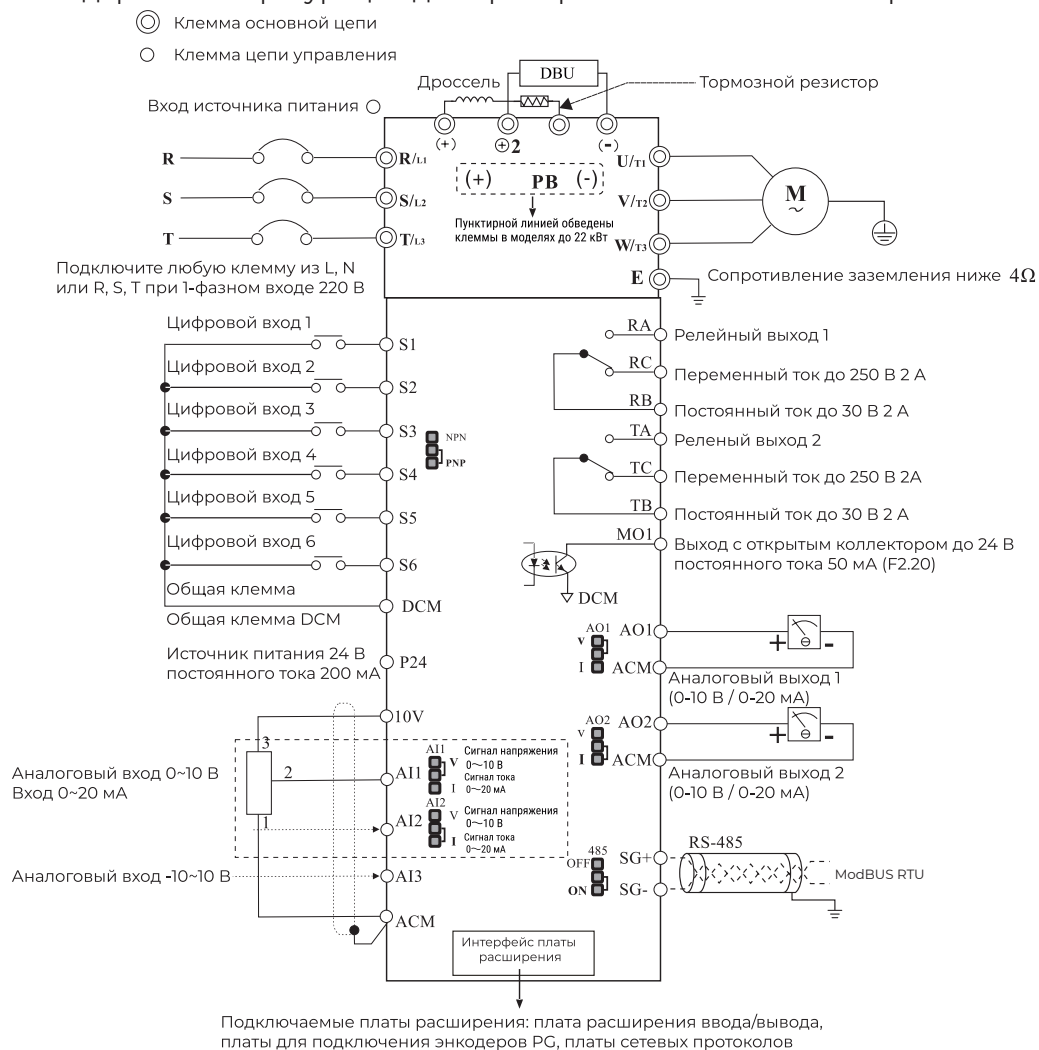 Клемма основной цепи
Клемма цепи управления
DBU
Дроссель
Тормозной резистор
Вход источника питания
(+)
⊕2
(-)
R
R/L1
U/T1
(+) PB (-)
M
~
S
S/L2
V/T2
Пунктирной линией обведены
клеммы в моделях до 22 кВт
T
T/L3
W/T3
Подключите любую клемму из L, N
или R, S, T при 1-фазном входе 220 В
E
Сопротивление заземления ниже 4Ω
Цифровой вход 1
S1
RA
Релейный выход 1
Цифровой вход 2
S2
RC
Переменный ток до 250 В 2 А
Цифровой вход 3
S3
RB
Постоянный ток до 30 В 2 А
NPN
PNP
TA
Реленый выход 2
Цифровой вход 4
S4
TC
Переменный ток до 250 В 2А
Цифровой вход 5
S5
TB
Постоянный ток до 30 В 2 А
Цифровой вход 6
S6
MO1
Выход с открытым коллектором до 24 В
постоянного тока 50 мА (F2.20)
DCM
Общая клемма
DCM
Общая клемма DCM
Источник питания 24 В
постоянного тока 200 мА
P24
AO1
V
I
AO1
+
-
ACM
Аналоговый выход 1
(0-10 В / 0-20 мА)
10V
AO2
V
I
AO2
+
-
ACM
Аналоговый выход 2
(0-10 В / 0-20 мА)
3
2
1
Аналоговый вход 0~10 В
Вход 0~20 мА
AI1
AI1
V
I
Сигнал напряжения
0~10 В
Сигнал тока
0~20 мА
AI2
AI2
V
I
Сигнал напряжения
0~10 В
Сигнал тока
0~20 мА
485
OFF
ON
SG+
SG-
RS-485
ModBUS RTU
Аналоговый вход -10~10 В
AI3
ACM
Интерфейс платы
расширения
Подключаемые платы расширения: плата расширения ввода/вывода,
платы для подключения энкодеров PG, платы сетевых протоколов